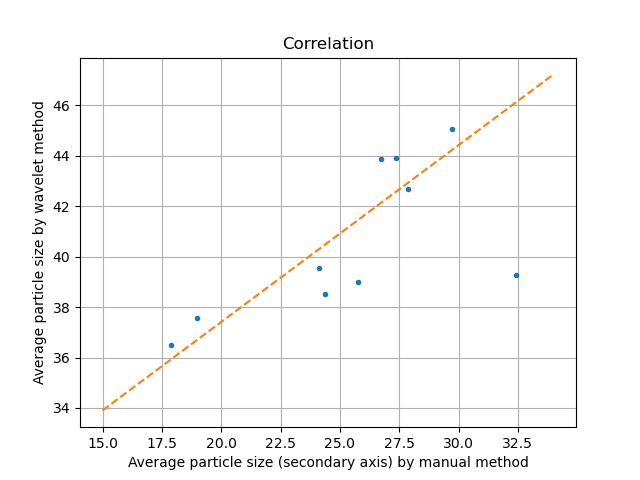 Correlation
Average particle size by wavelet method
46
44
42
40
38
36
34
15.0 17.5 20.0 22.5 25.0 27.5 30.0 32.5
Average particle size (secondary axis) by manual method